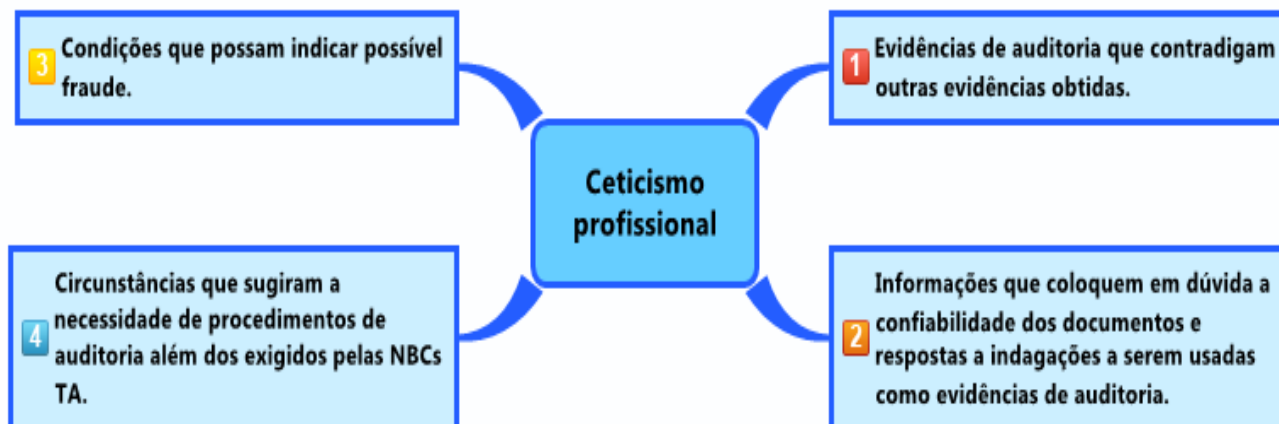 3 Condições que possam indicar possível
fraude.
1 Evidências de auditoria que contradigam
outras evidências obtidas.
Ceticismo
profissional
Circunstâncias que sugiram a
necessidade de procedimentos de
4 auditoria além dos exigidos pelas NBCs
TA.
Informações que coloquem em dúvida a
2 confiabilidade dos documentos e
respostas a indagações a serem usadas
como evidências de auditoria.